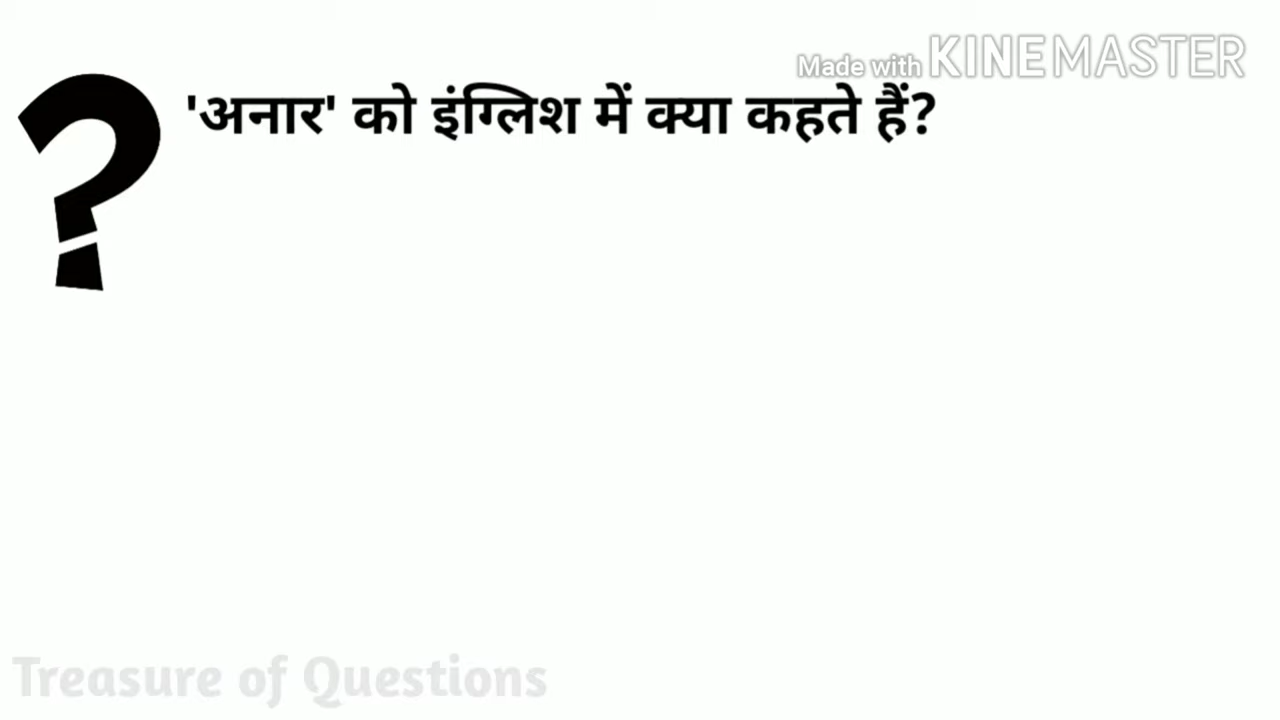 Made with KINEMASTER
'अनार' को इंग्लिश में क्या कहते हैं?
?
Treasure of Questions